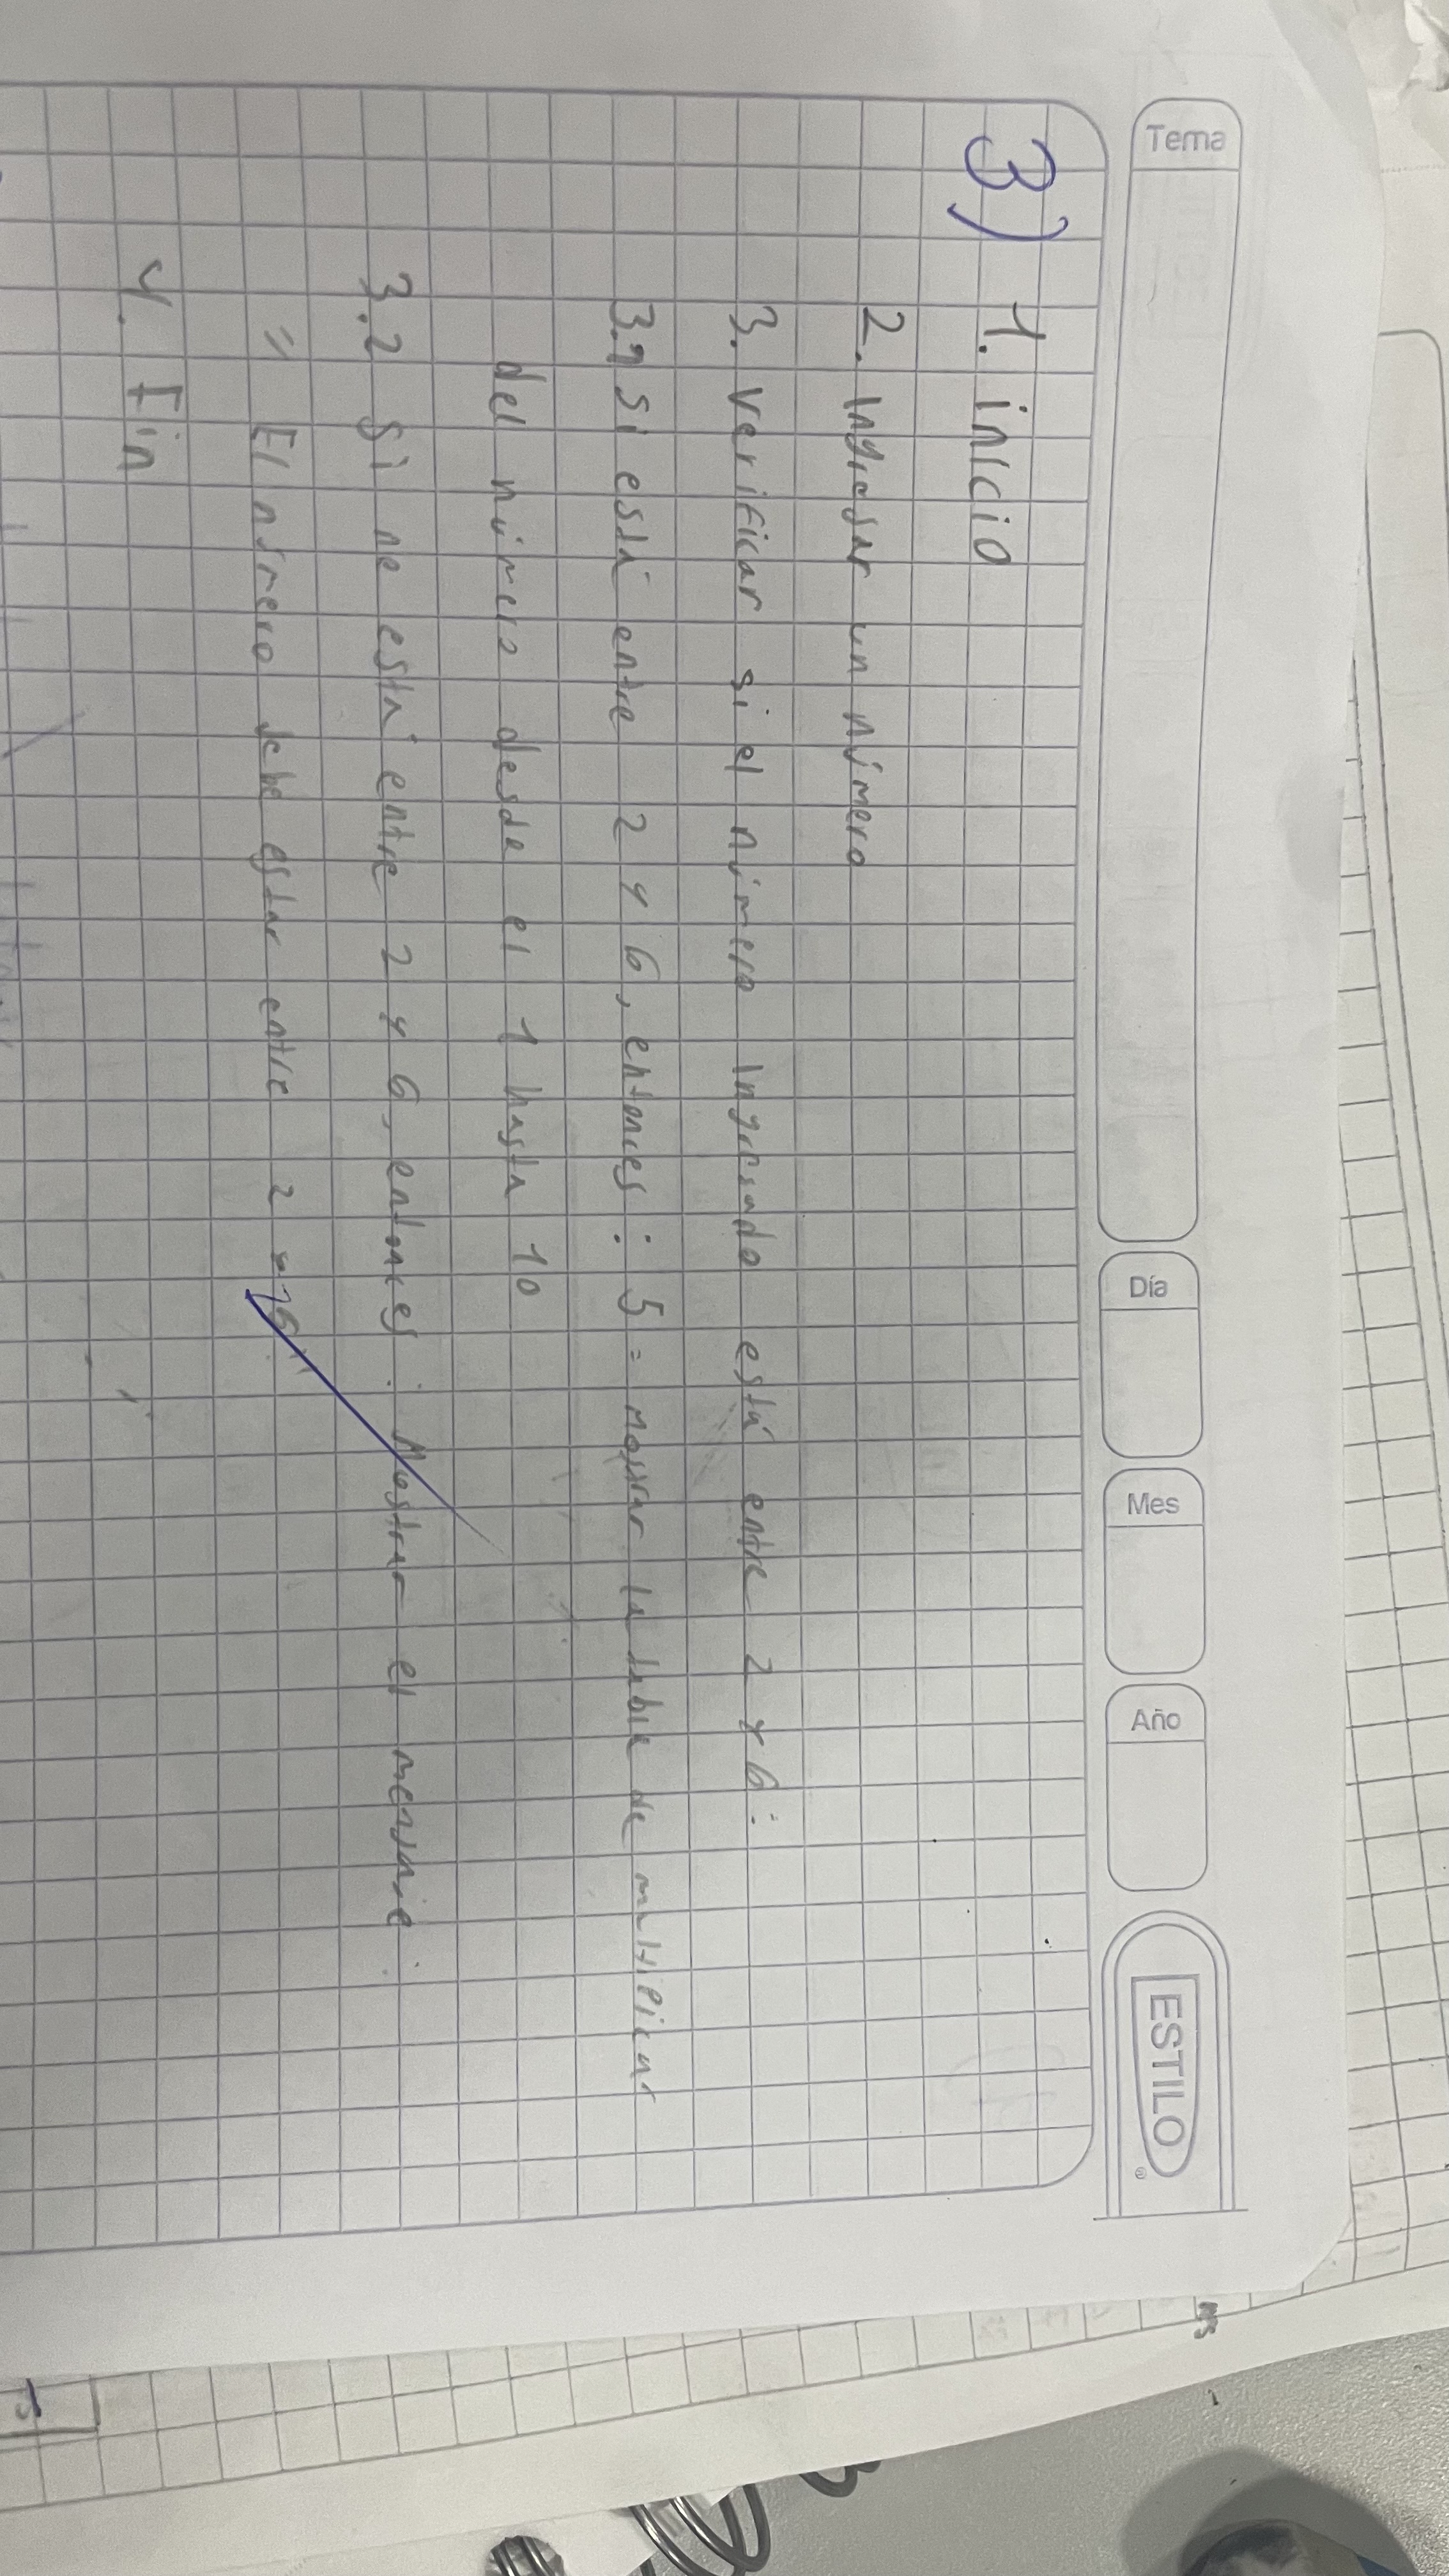 Tema
Día
Mes
Año
ESTILO
3)
1. inicio
2. Ingresar un número
3. Verificar si el número ingresado está entre 2 y 6:
3.1 Si está entre 2 y 6, entonces: 5 = Mostrar la tabla de multiplicar
del número desde el 1 hasta 10
3.2 Si no está entre 2 y 6, entonces: Mostrar el mensaje:
" El número debe estar entre 2 y 6"
4. Fin